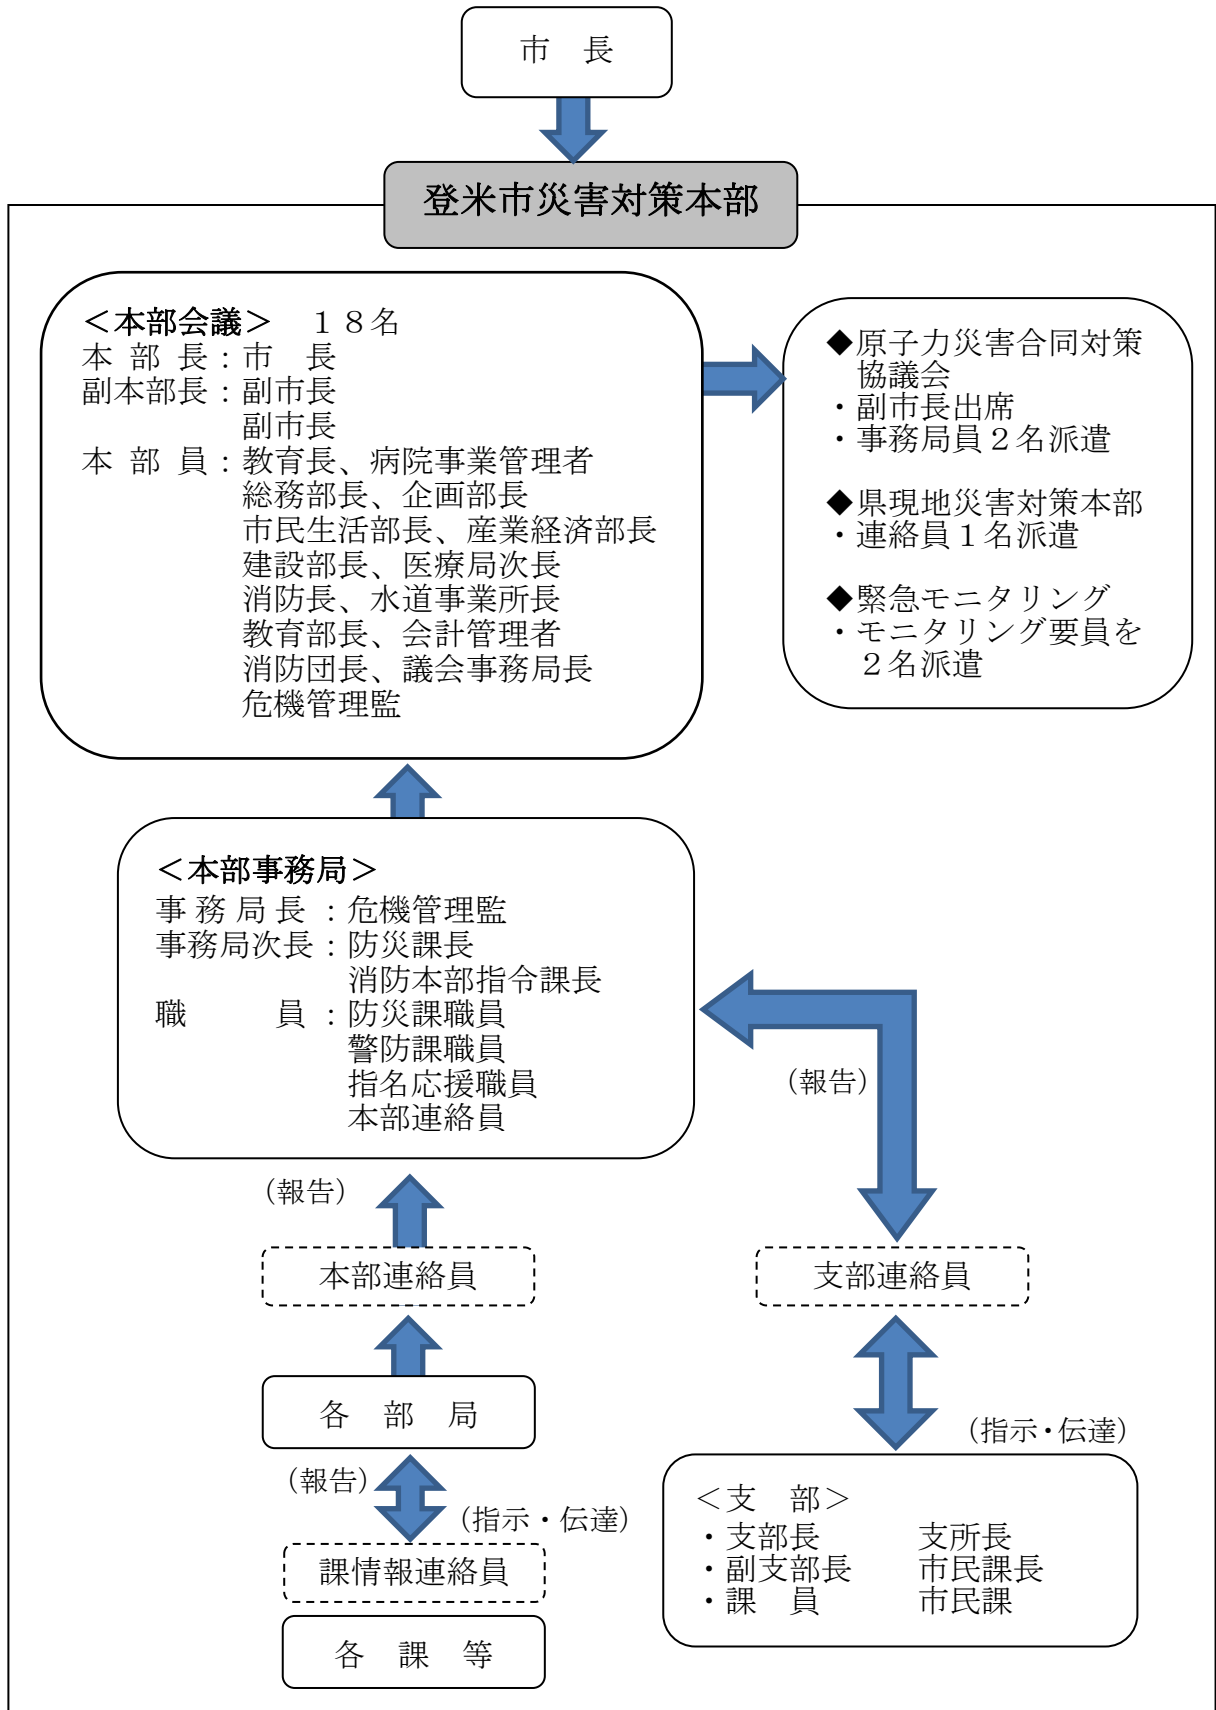 市　長
登米市災害対策本部
＜本部会議＞　１８名
本 部 長：市　長
副本部長：副市長
副市長
本 部 員：教育長、病院事業管理者
総務部長、企画部長
市民生活部長、産業経済部長
建設部長、医療局次長
消防長、水道事業所長
教育部長、会計管理者
消防団長、議会事務局長
危機管理監
◆原子力災害合同対策
協議会
・副市長出席
・事務局員２名派遣
◆県現地災害対策本部
・連絡員１名派遣
◆緊急モニタリング
・モニタリング要員を
２名派遣
＜本部事務局＞
事 務 局 長 ：危機管理監
事務局次長：防災課長
消防本部指令課長
職　　　員 ：防災課職員
警防課職員
指名応援職員
本部連絡員
（報告）
（報告）
本部連絡員
支部連絡員
各　部　局
（報告）
（指示・伝達）
（指示・伝達）
課情報連絡員
各　課　等
＜支　部＞
・支部長　　　支所長
・副支部長　　市民課長
・課　員　　　市民課